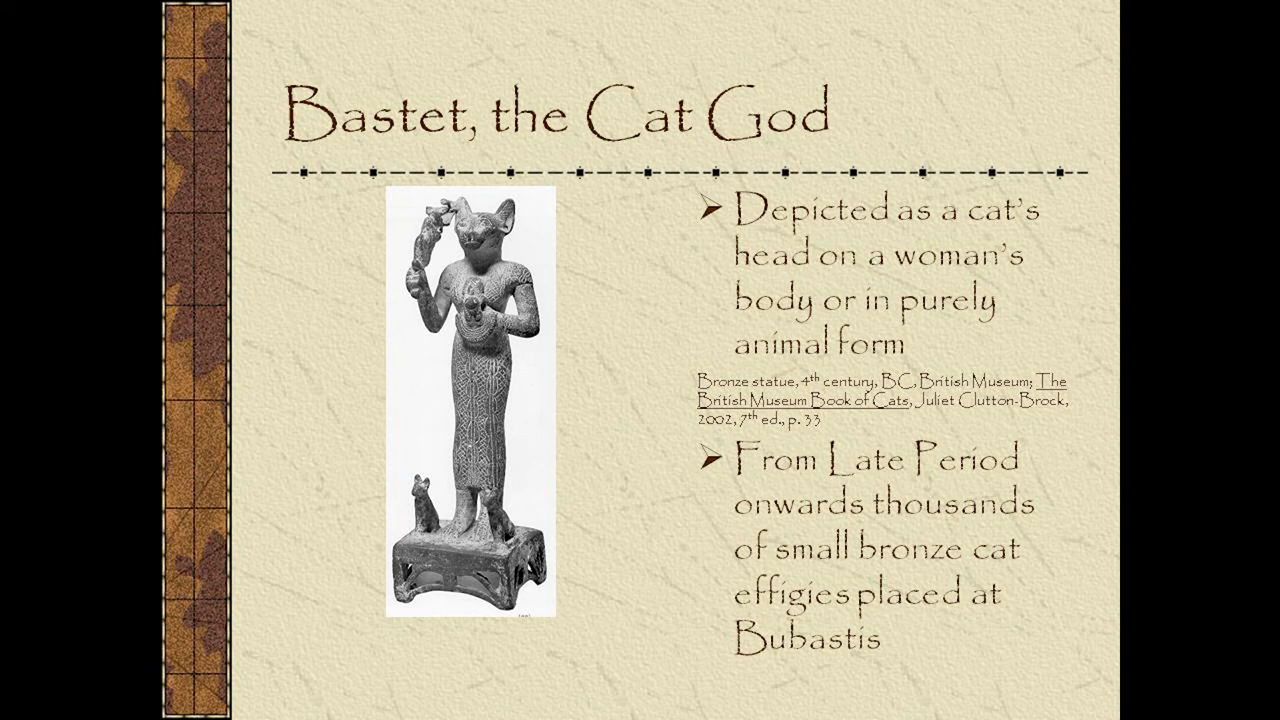 Bastet, the Cat God
Depicted as a cat's
head on a woman's
body or in purely
animal form
Bronze statue, 4th century, BC, British Museum; The
British Museum Book of Cats, Juliet Clutton-Brock,
2002, 7th ed., p. 33
From Late Period
onwards thousands
of small bronze cat
effigies placed at
Bubastis